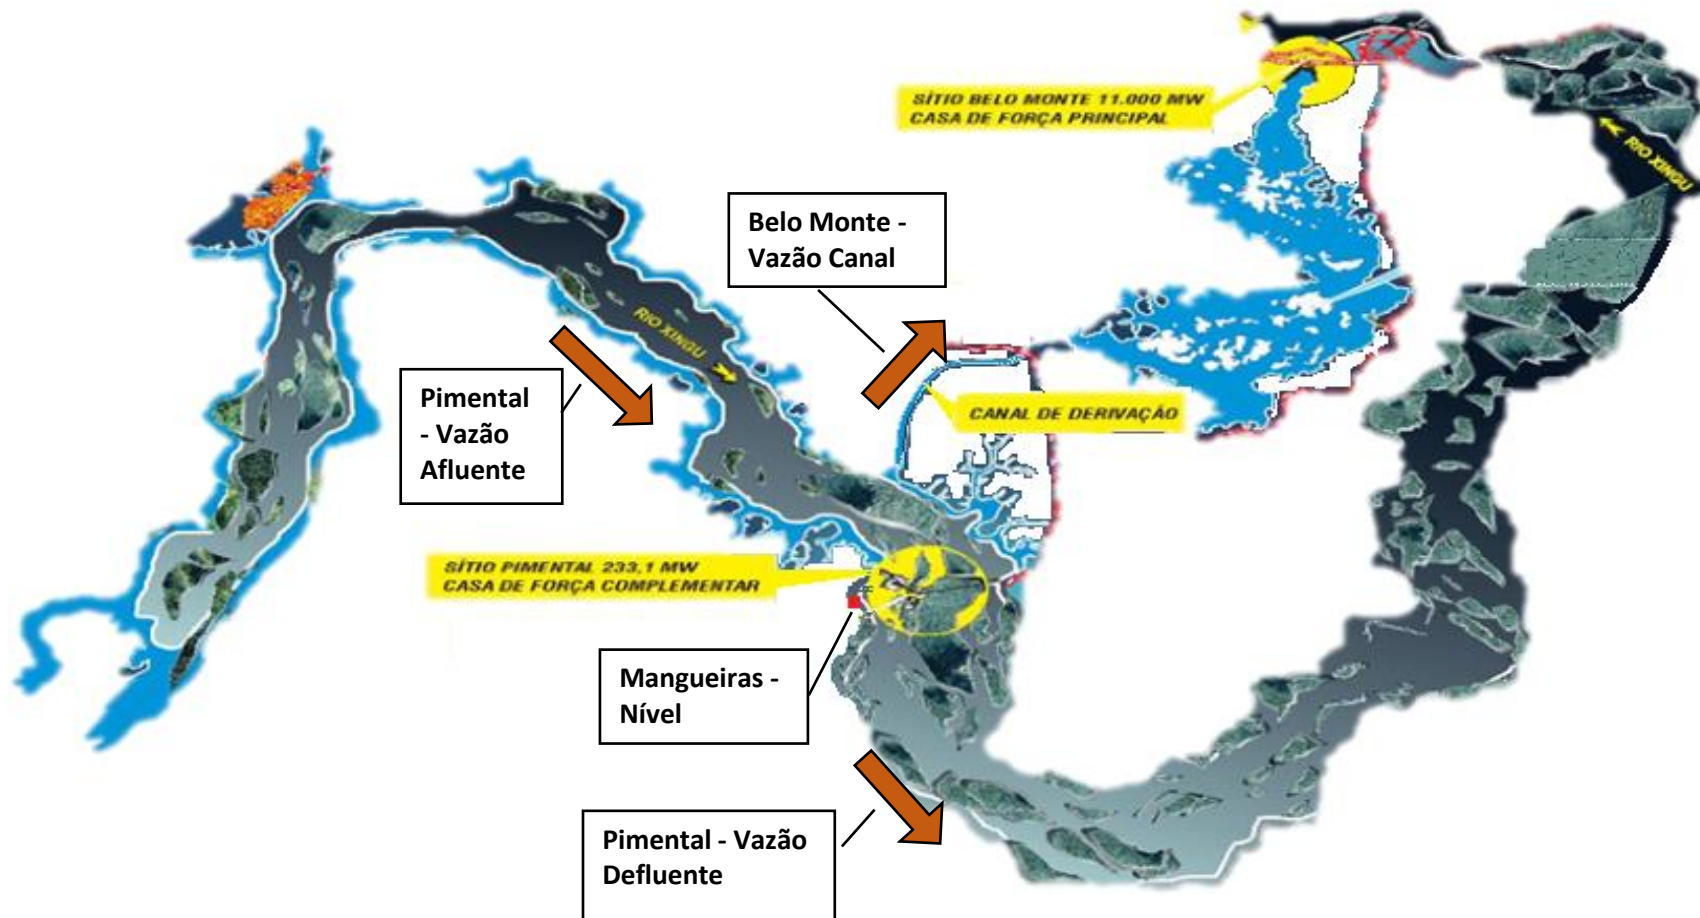 SÍTIO BELO MONTE 11.000 MW
CASA DE FORÇA PRINCIPAL
RIO XINGU
Belo Monte -
Vazão Canal
RIO XINGU
Pimental
- Vazão
Afluente
CANAL DE DERIVAÇÃO
SÍTIO PIMENTAL 233,1 MW
CASA DE FORÇA COMPLEMENTAR
Mangueiras -
Nível
Pimental - Vazão
Defluente